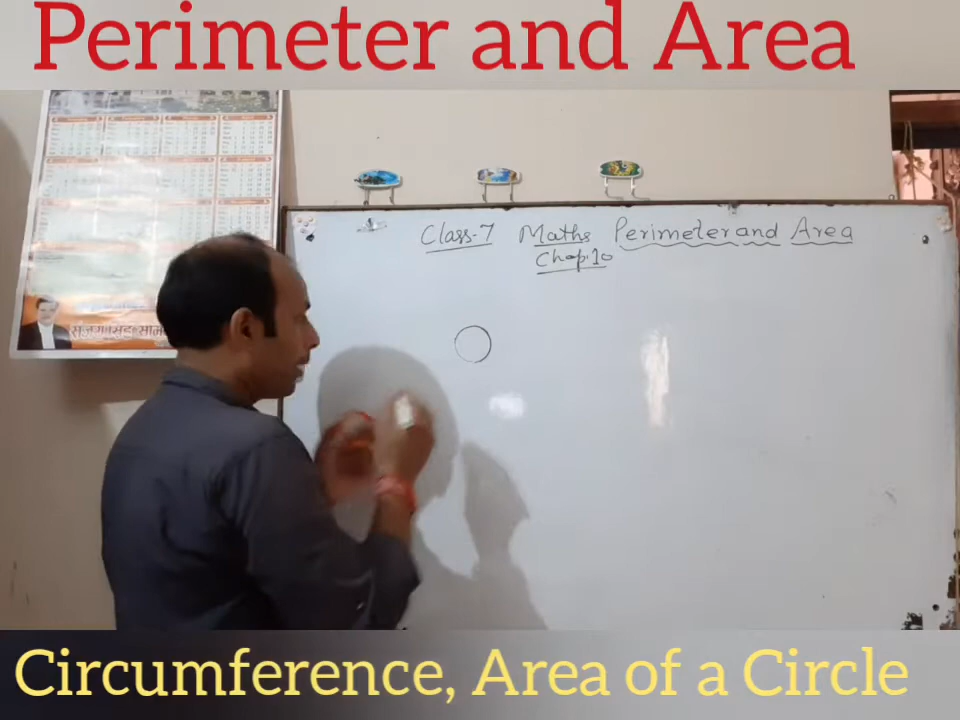 Perimeter and Area
Class-7 Maths Perimeter and Area
Chap. 10
Circumference, Area of a Circle